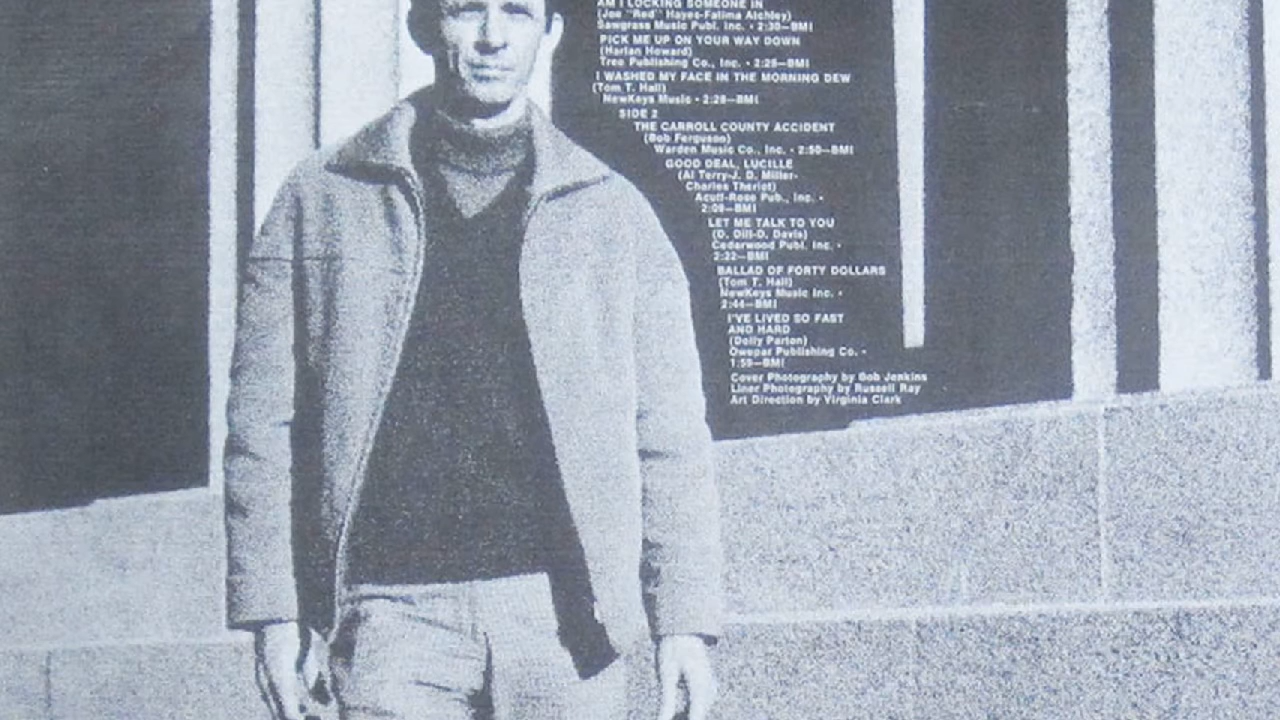 AM I LOOKING SOMEONE IN
(Joe "Red" Hayes-Fatima Atchley)
Sawgrass Music Publ. Inc. • 2:30—BMI
PICK ME UP ON YOUR WAY DOWN
(Harlan Howard)
Tree Publishing Co., Inc. • 2:25—BMI
I WASHED MY FACE IN THE MORNING DEW
(Tom T. Hall)
NewKeys Music • 2:28—BMI
SIDE 2
THE CARROLL COUNTY ACCIDENT
(Bob Ferguson)
Warden Music Co., Inc. • 2:50—BMI
GOOD DEAL, LUCILLE
(Al Terry-J. D. Miller-
Charles Theriot)
Acuff-Rose Pub., Inc. •
2:09—BMI
LET ME TALK TO YOU
(D. Dill-D. Davis)
Cedarwood Publ. Inc. •
2:22—BMI
BALLAD OF FORTY DOLLARS
(Tom T. Hall)
NewKeys Music Inc. •
2:44—BMI
I'VE LIVED SO FAST
AND HARD
(Dolly Parton)
Owepar Publishing Co. •
1:59—BMI
Cover Photography by Bob Jenkins
Liner Photography by Russell Ray
Art Direction by Virginia Clark